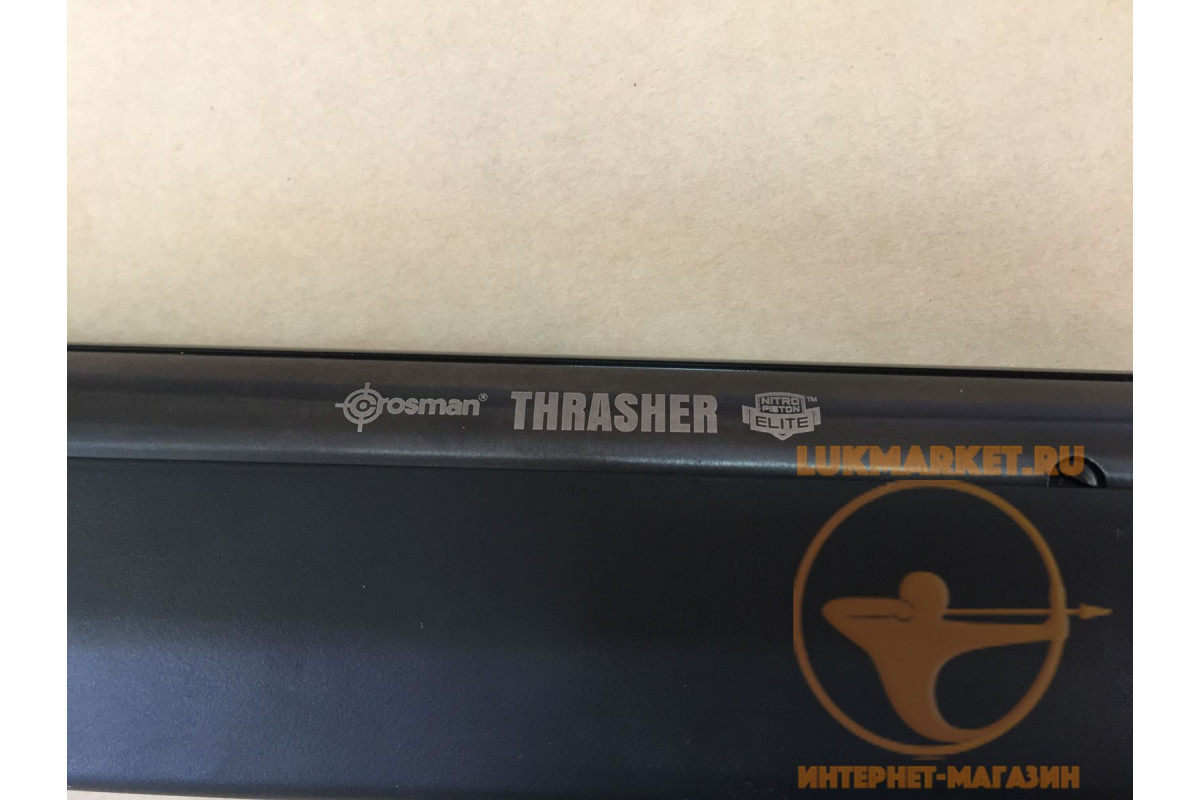 Crosman® THRASHER NITRO PISTON ELITE™
LUKMARKET.RU
ИНТЕРНЕТ-МАГАЗИН